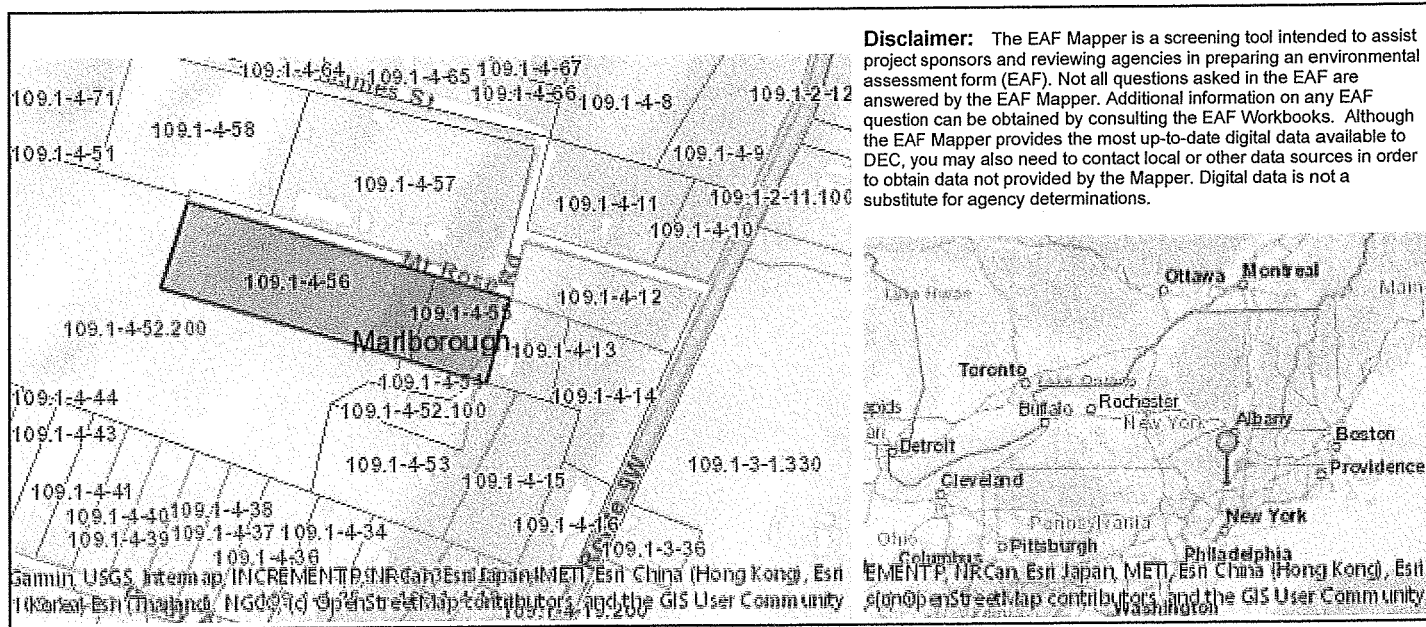 Disclaimer: The EAF Mapper is a screening tool intended to assist
project sponsors and reviewing agencies in preparing an environmental
assessment form (EAF). Not all questions asked in the EAF are
answered by the EAF Mapper. Additional information on any EAF
question can be obtained by consulting the EAF Workbooks. Although
the EAF Mapper provides the most up-to-date digital data available to
DEC, you may also need to contact local or other data sources in order
to obtain data not provided by the Mapper. Digital data is not a
substitute for agency determinations.
109.1-4-64
109.1-4-65
109.1-4-67
109.1-4-66
109.1-4-8
109.1-2-12
109.1-4-71
109.1-4-58
109.1-4-51
109.1-4-57
109.1-4-9
109.1-4-11
109.1-2-11.100
109.1-4-10
Mt Rose Rd
109.1-4-56
109.1-4-55
109.1-4-12
109.1-4-52.200
Marlborough
109.1-4-13
109.1-4-54
109.1-4-14
109.1-4-44
109.1-4-52.100
109.1-4-43
109.1-4-53
109.1-3-1.330
109.1-4-15
109.1-4-41
109.1-4-40
109.1-4-38
109.1-4-39
109.1-4-37
109.1-4-34
109.1-4-16
109.1-4-36
109.1-3-36
Garmin, USGS, Intermap, INCREMENT P, NRCan, Esri Japan, METI, Esri China (Hong Kong), Esri
(Korea), Esri (Thailand), NGCC, (c) OpenStreetMap contributors, and the GIS User Community
Ottawa
Montreal
Toronto
Lake Ontario
Buffalo
Rochester
New York
Albany
Detroit
Boston
Providence
Cleveland
New York
Pennsylvania
Ohio
Pittsburgh
Columbus
Philadelphia
EMENT P, NRCan, Esri Japan, METI, Esri China (Hong Kong), Esri
OpenStreetMap contributors, and the GIS User Community
Washington